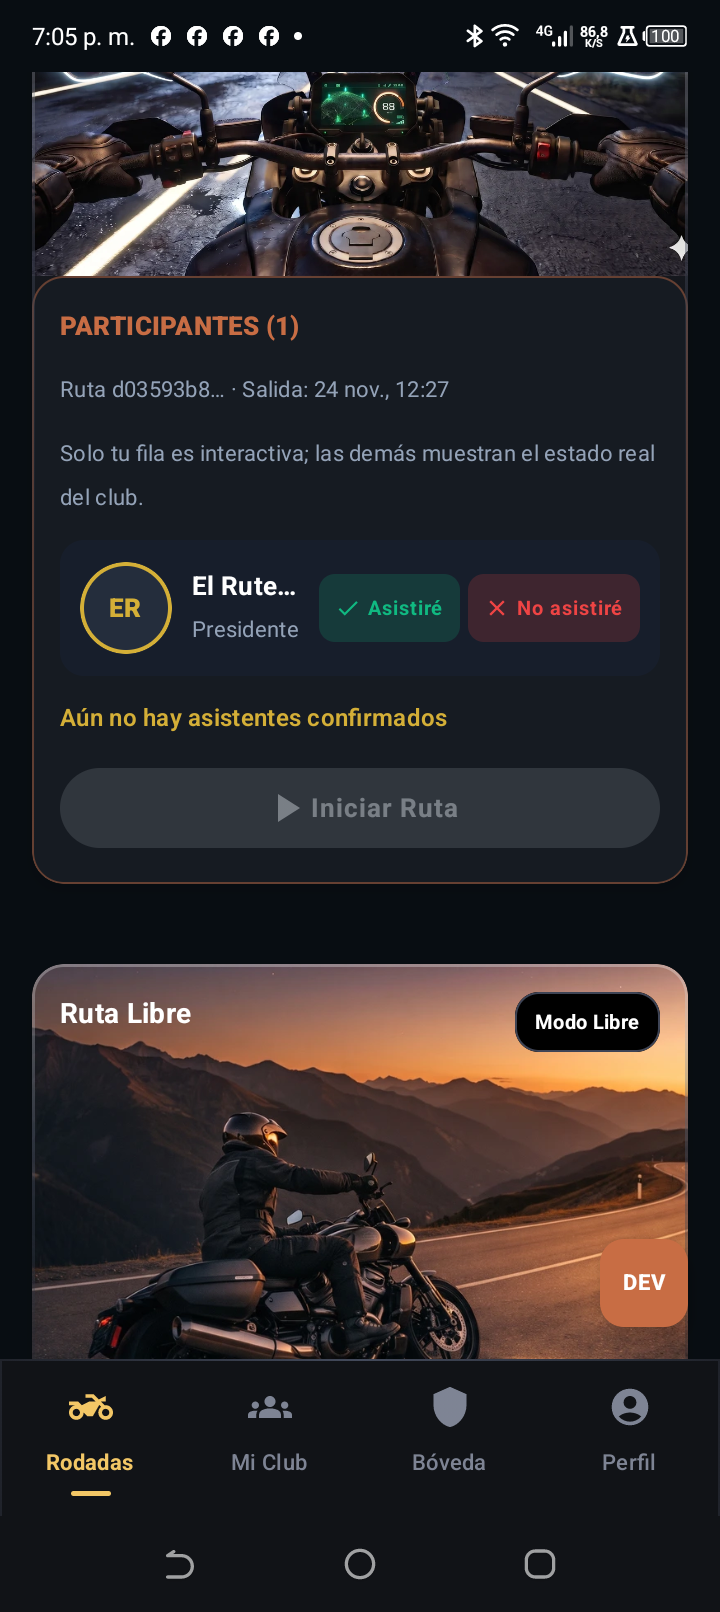 7:05 p. m.
4G 86,8 K/S 100
88
PARTICIPANTES (1)
Ruta d03593b8... · Salida: 24 nov., 12:27
Solo tu fila es interactiva; las demás muestran el estado real
del club.
ER
El Rute...
Presidente
Asistiré
No asistiré
Aún no hay asistentes confirmados
Iniciar Ruta
Ruta Libre
Modo Libre
DEV
Rodadas
Mi Club
Bóveda
Perfil